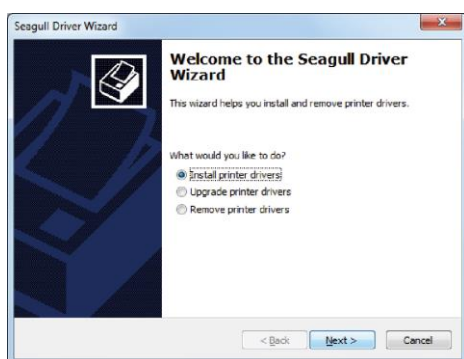 Seagull Driver Wizard
Welcome to the Seagull Driver
Wizard
This wizard helps you install and remove printer drivers.
What would you like to do?
Install printer drivers
Upgrade printer drivers
Remove printer drivers
< Back
Next >
Cancel